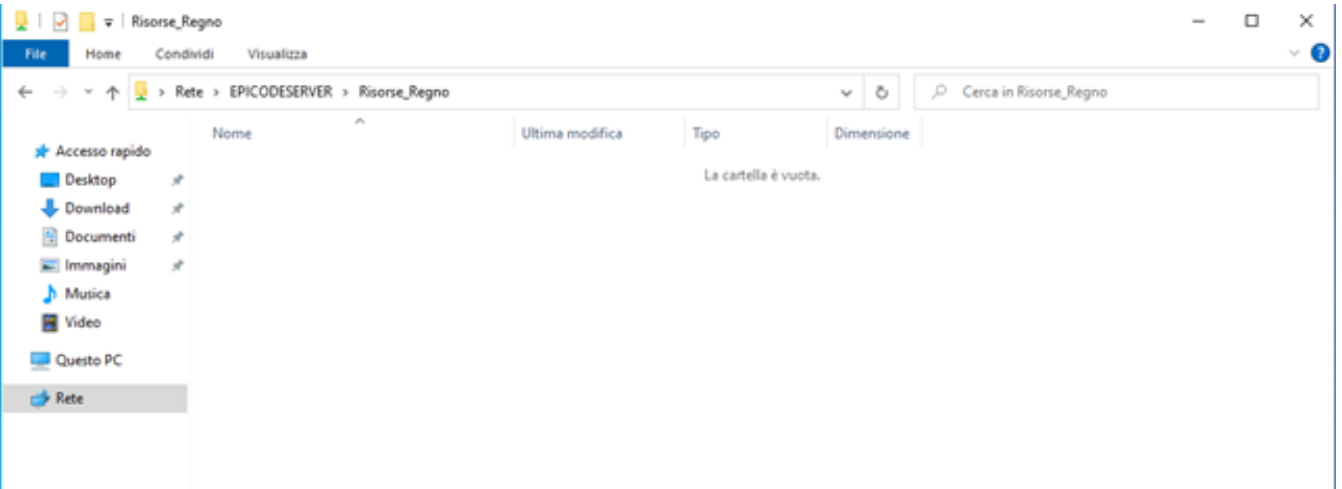 Risorse_Regno
File Home Condividi Visualizza
Rete > EPICODESERVER > Risorse_Regno
Cerca in Risorse_Regno
Nome Ultima modifica Tipo Dimensione
La cartella è vuota.
Accesso rapido
Desktop
Download
Documenti
Immagini
Musica
Video
Questo PC
Rete